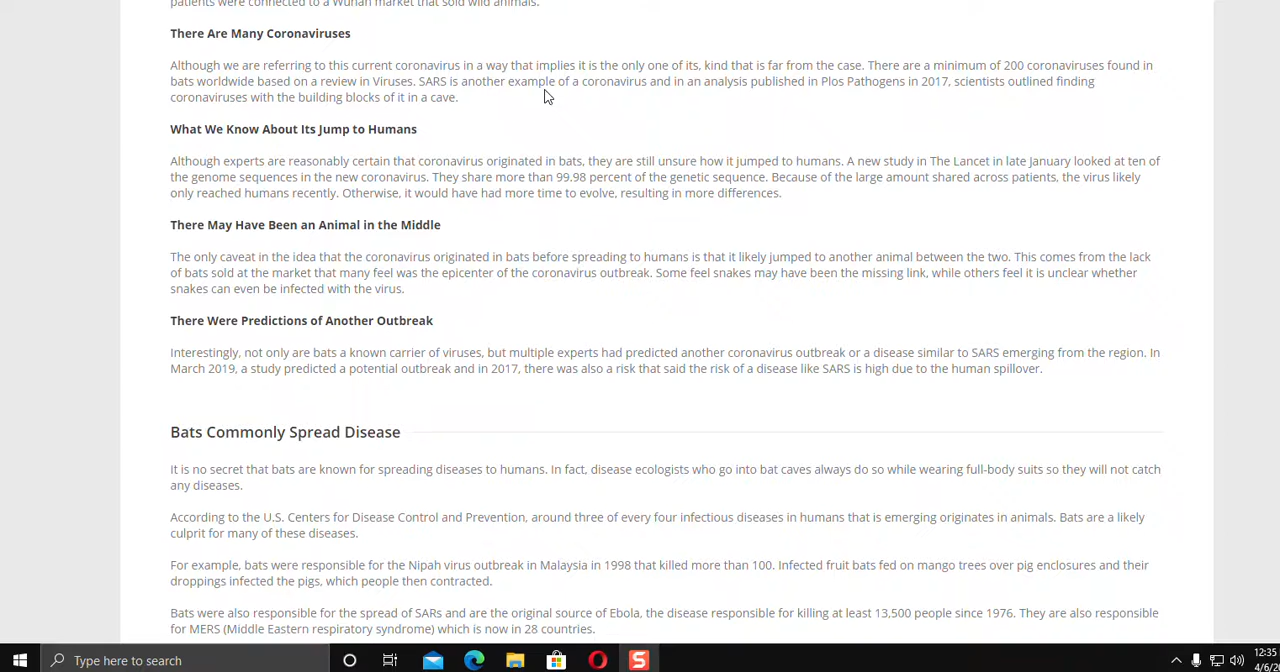 patients were connected to a Wuhan market that sold wild animals.
There Are Many Coronaviruses
Although we are referring to this current coronavirus in a way that implies it is the only one of its, kind that is far from the case. There are a minimum of 200 coronaviruses found in
bats worldwide based on a review in Viruses. SARS is another example of a coronavirus and in an analysis published in Plos Pathogens in 2017, scientists outlined finding
coronaviruses with the building blocks of it in a cave.
What We Know About Its Jump to Humans
Although experts are reasonably certain that coronavirus originated in bats, they are still unsure how it jumped to humans. A new study in The Lancet in late January looked at ten of
the genome sequences in the new coronavirus. They share more than 99.98 percent of the genetic sequence. Because of the large amount shared across patients, the virus likely
only reached humans recently. Otherwise, it would have had more time to evolve, resulting in more differences.
There May Have Been an Animal in the Middle
The only caveat in the idea that the coronavirus originated in bats before spreading to humans is that it likely jumped to another animal between the two. This comes from the lack
of bats sold at the market that many feel was the epicenter of the coronavirus outbreak. Some feel snakes may have been the missing link, while others feel it is unclear whether
snakes can even be infected with the virus.
There Were Predictions of Another Outbreak
Interestingly, not only are bats a known carrier of viruses, but multiple experts had predicted another coronavirus outbreak or a disease similar to SARS emerging from the region. In
March 2019, a study predicted a potential outbreak and in 2017, there was also a risk that said the risk of a disease like SARS is high due to the human spillover.
Bats Commonly Spread Disease
It is no secret that bats are known for spreading diseases to humans. In fact, disease ecologists who go into bat caves always do so while wearing full-body suits so they will not catch
any diseases.
According to the U.S. Centers for Disease Control and Prevention, around three of every four infectious diseases in humans that is emerging originates in animals. Bats are a likely
culprit for many of these diseases.
For example, bats were responsible for the Nipah virus outbreak in Malaysia in 1998 that killed more than 100. Infected fruit bats fed on mango trees over pig enclosures and their
droppings infected the pigs, which people then contracted.
Bats were also responsible for the spread of SARs and are the original source of Ebola, the disease responsible for killing at least 13,500 people since 1976. They are also responsible
for MERS (Middle Eastern respiratory syndrome) which is now in 28 countries.
Type here to search
S
12:35
4/0